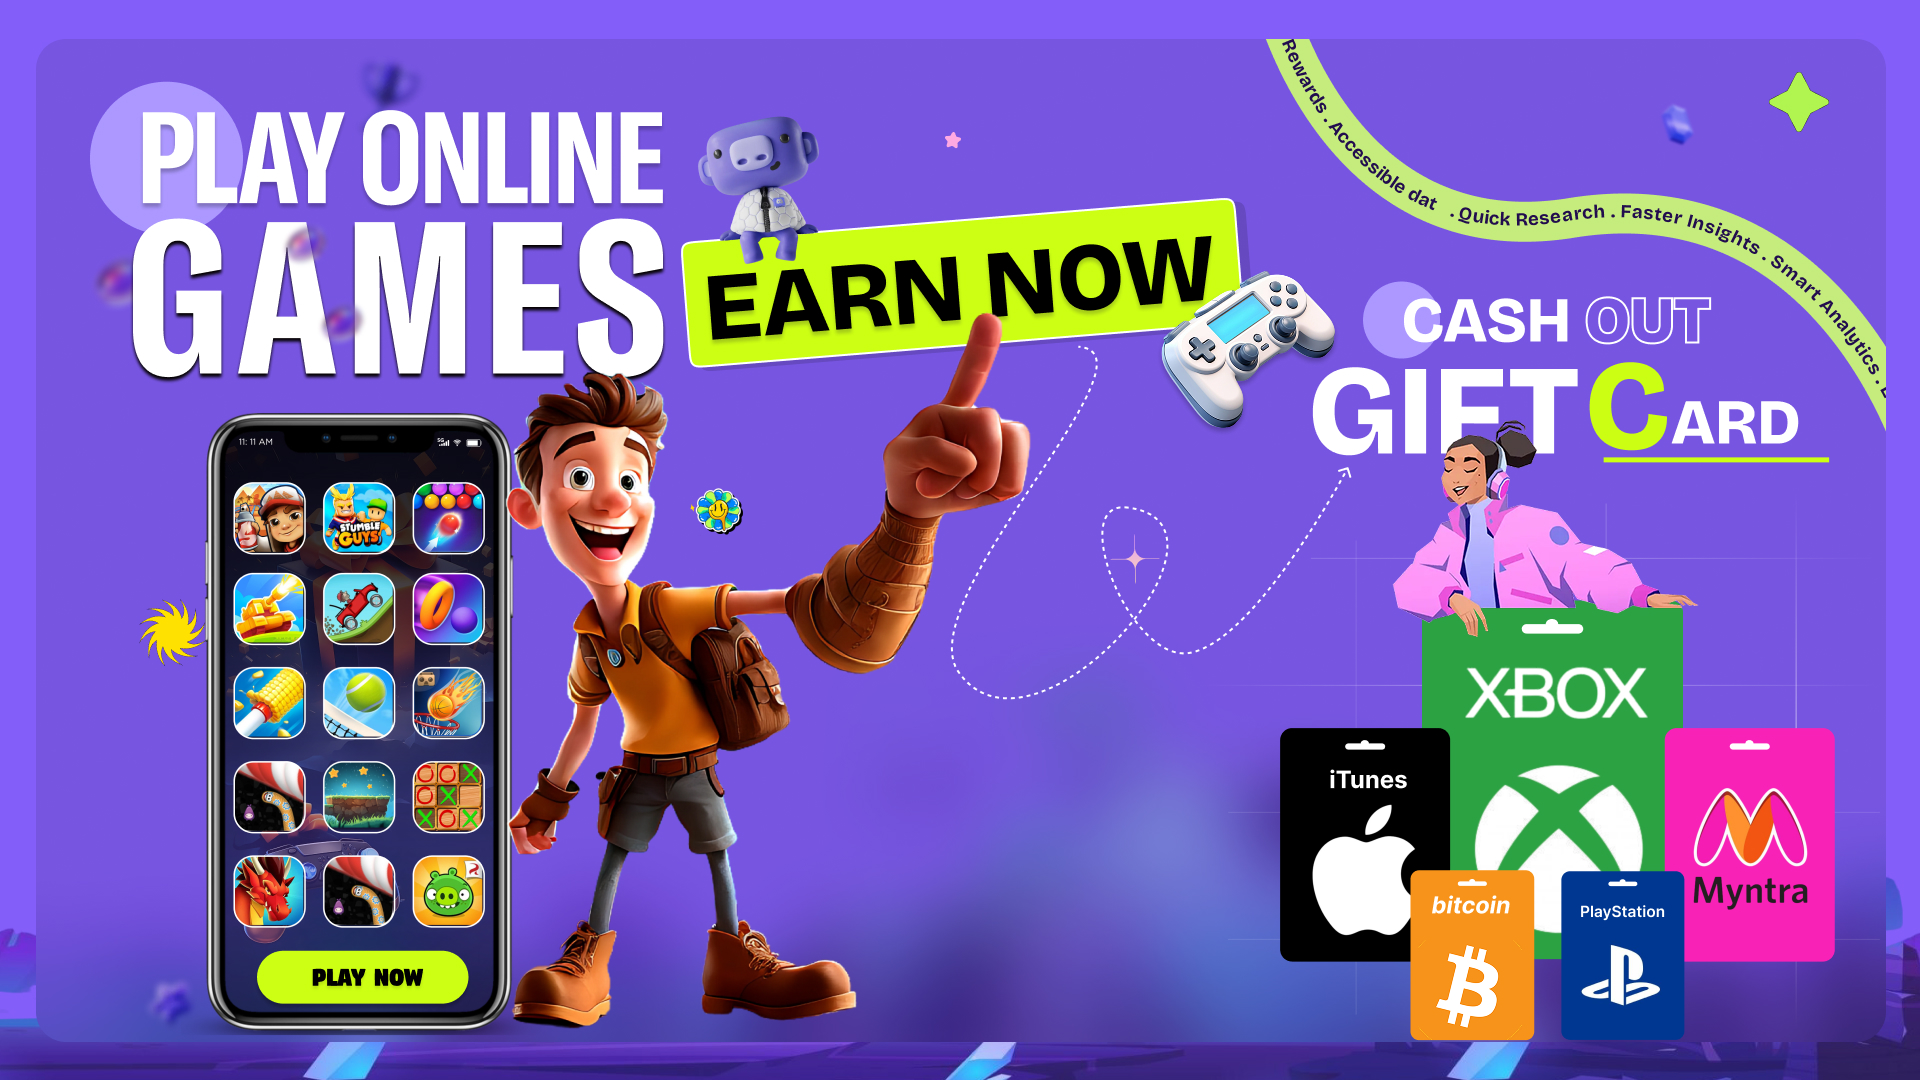 PLAY ONLINE
GAMES
EARN NOW
Rewards . Accessible dat . Quick Research . Faster Insights . Smart Analytics .
CASH OUT
GIFT CARD
11:11 AM
5G
STUMBLE
GUYS
PLAY NOW
XBOX
iTunes
Myntra
bitcoin
PlayStation